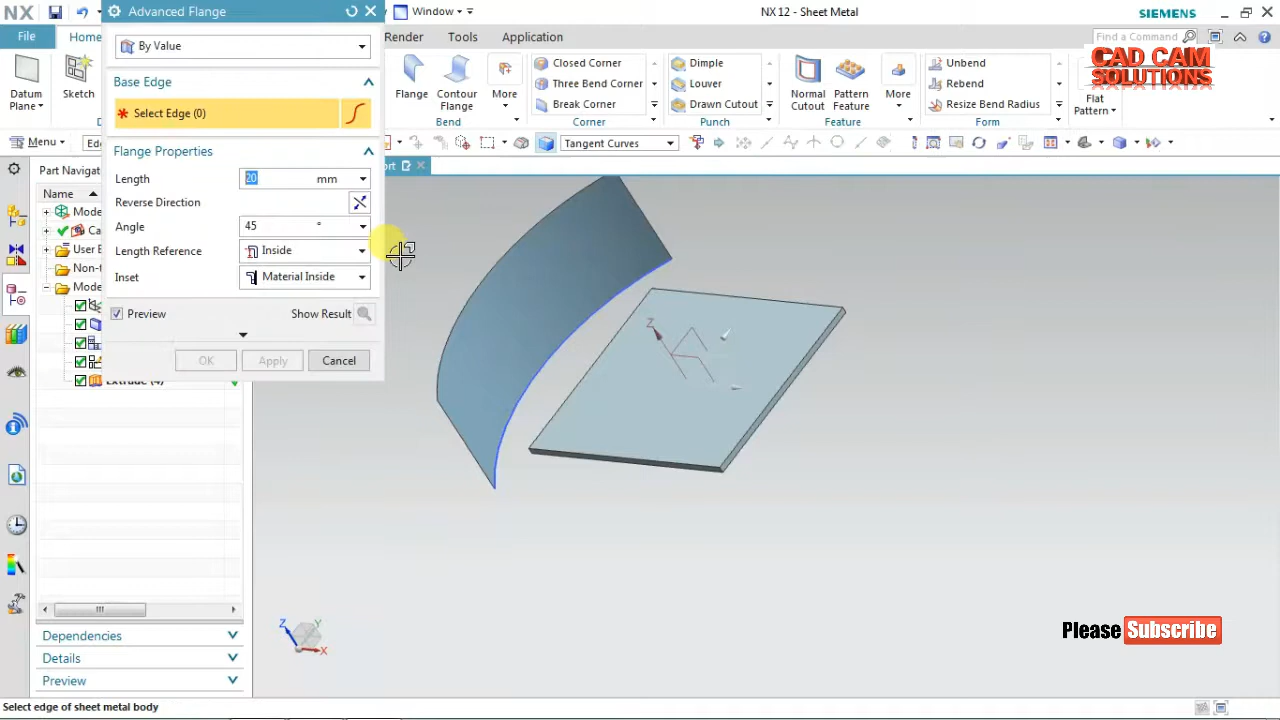 NX
Window
NX 12 - Sheet Metal
SIEMENS
File
Home
Render
Tools
Application
Find a Command
CAD CAM
SOLUTIONS
Datum
Plane
Sketch
Flange
Contour
Flange
More
Closed Corner
Three Bend Corner
Break Corner
Dimple
Louver
Drawn Cutout
Normal
Cutout
Pattern
Feature
More
Unbend
Rebend
Resize Bend Radius
Flat
Pattern
Bend
Corner
Punch
Feature
Form
Menu
Tangent Curves
Part Navigator
Name
Advanced Flange
By Value
Base Edge
* Select Edge (0)
Flange Properties
Length
20 mm
Reverse Direction
Angle
45 °
Length Reference
Inside
Inset
Material Inside
Preview
Show Result
OK
Apply
Cancel
Extrude (4)
Z
Z
Y
X
Dependencies
Details
Preview
Please Subscribe
Select edge of sheet metal body